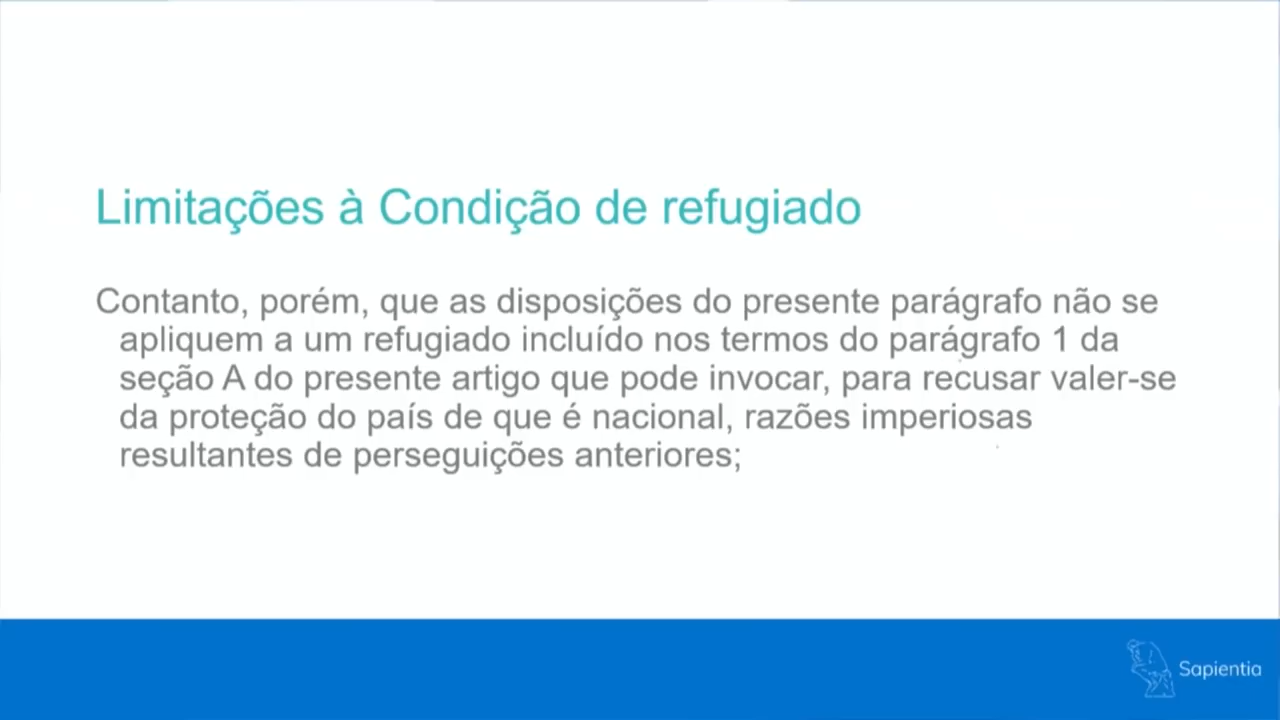 Limitações à Condição de refugiado
Contanto, porém, que as disposições do presente parágrafo não se
apliquem a um refugiado incluído nos termos do parágrafo 1 da
seção A do presente artigo que pode invocar, para recusar valer-se
da proteção do país de que é nacional, razões imperiosas
resultantes de perseguições anteriores;
Sapientia